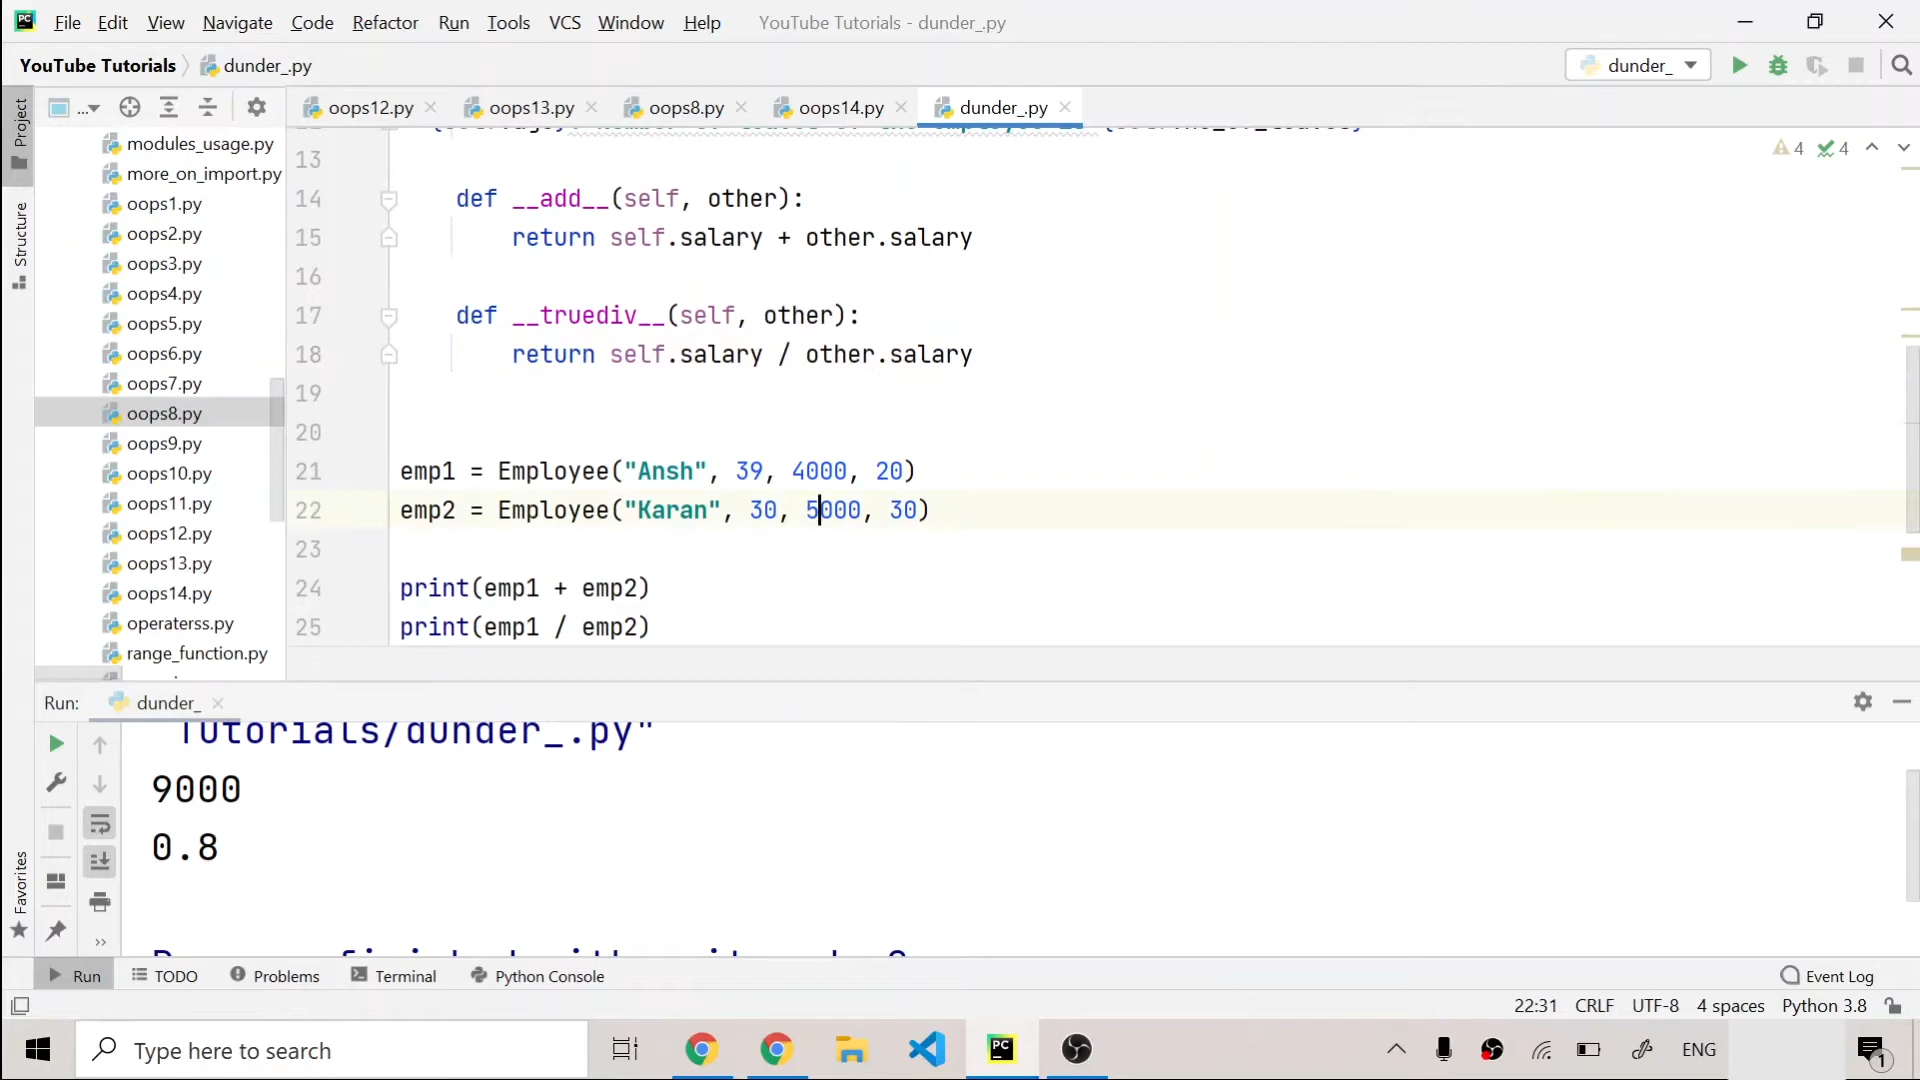 File Edit View Navigate Code Refactor Run Tools VCS Window Help YouTube Tutorials - dunder_.py
YouTube Tutorials dunder_.py dunder_
Project
Structure
Favorites
... oops12.py oops13.py oops8.py oops14.py dunder_.py
modules_usage.py
more_on_import.py
oops1.py
oops2.py
oops3.py
oops4.py
oops5.py
oops6.py
oops7.py
oops8.py
oops9.py
oops10.py
oops11.py
oops12.py
oops13.py
oops14.py
operaterss.py
range_function.py
4 4
13
14 def __add__(self, other):
15 return self.salary + other.salary
16
17 def __truediv__(self, other):
18 return self.salary / other.salary
19
20
21 emp1 = Employee("Ansh", 39, 4000, 20)
22 emp2 = Employee("Karan", 30, 5000, 30)
23
24 print(emp1 + emp2)
25 print(emp1 / emp2)
Run: dunder_
Tutorials/dunder_.py"
9000
0.8
Run TODO Problems Terminal Python Console Event Log
22:31 CRLF UTF-8 4 spaces Python 3.8
Type here to search PC ENG 1